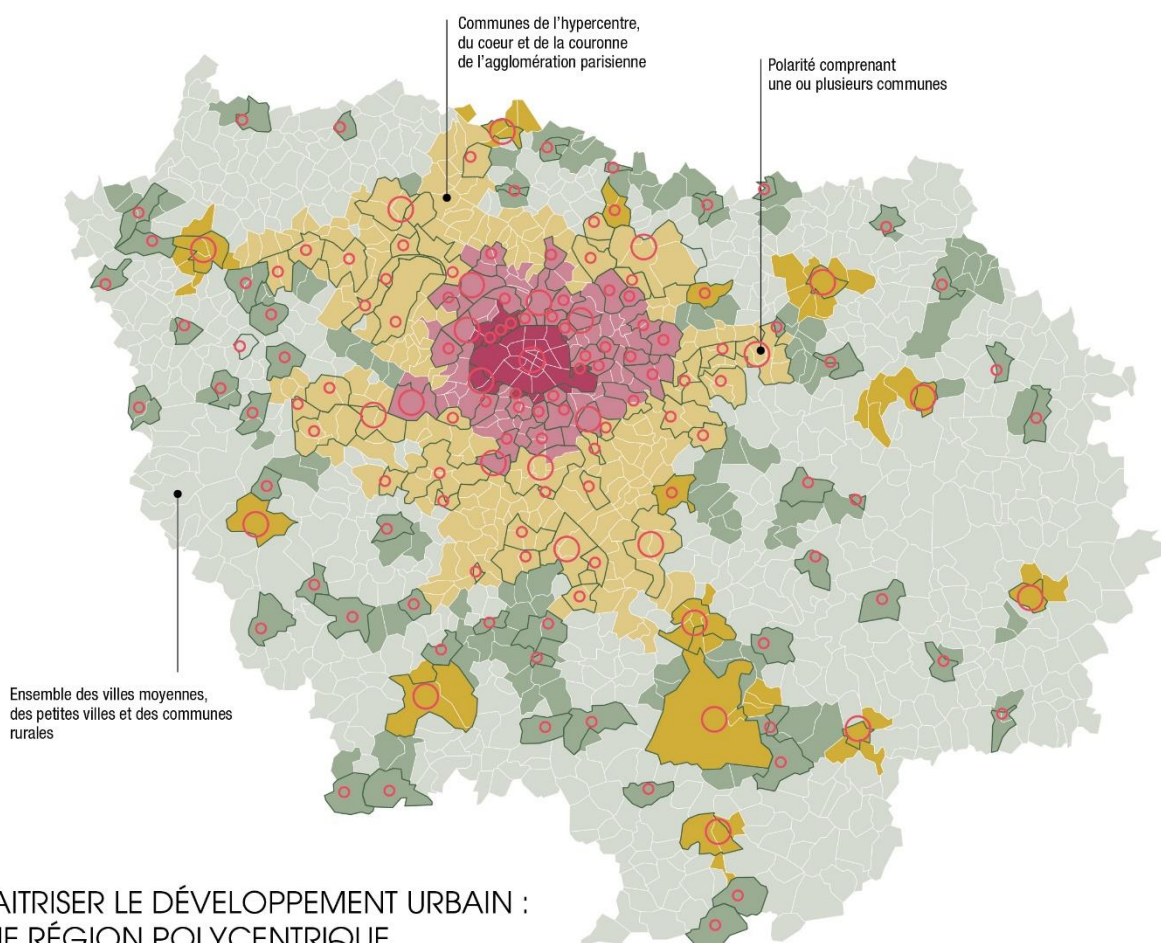 Communes de l’hypercentre,
du coeur et de la couronne
de l’agglomération parisienne
Polarité comprenant
une ou plusieurs communes
Ensemble des villes moyennes,
des petites villes et des communes
rurales
AITRISER LE DÉVELOPPEMENT URBAIN :
NE RÉGION POLYCENTRIQUE